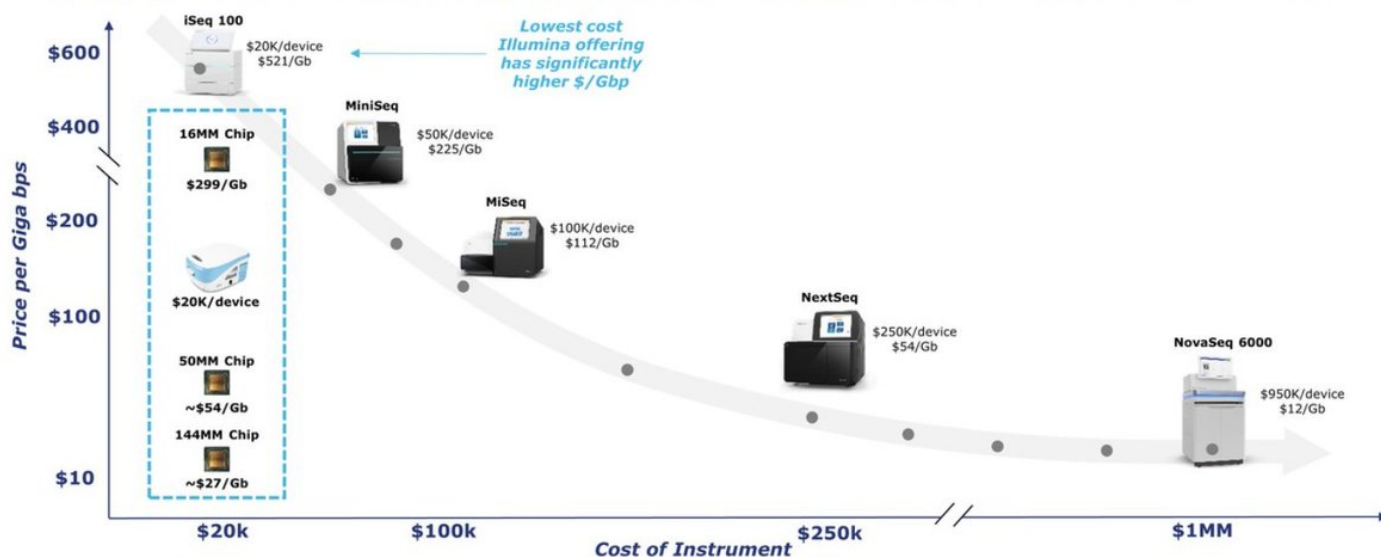 iSeq 100
$20K/device
$521/Gb
Lowest cost
Illumina offering
has significantly
higher $/Gbp
$600
$400
$200
$100
$10
Price per Giga bps
16MM Chip
$299/Gb
$20K/device
50MM Chip
~$54/Gb
144MM Chip
~$27/Gb
MiniSeq
$50K/device
$225/Gb
MiSeq
$100K/device
$112/Gb
NextSeq
$250K/device
$54/Gb
NovaSeq 6000
$950K/device
$12/Gb
$20k
$100k
$250k
$1MM
Cost of Instrument